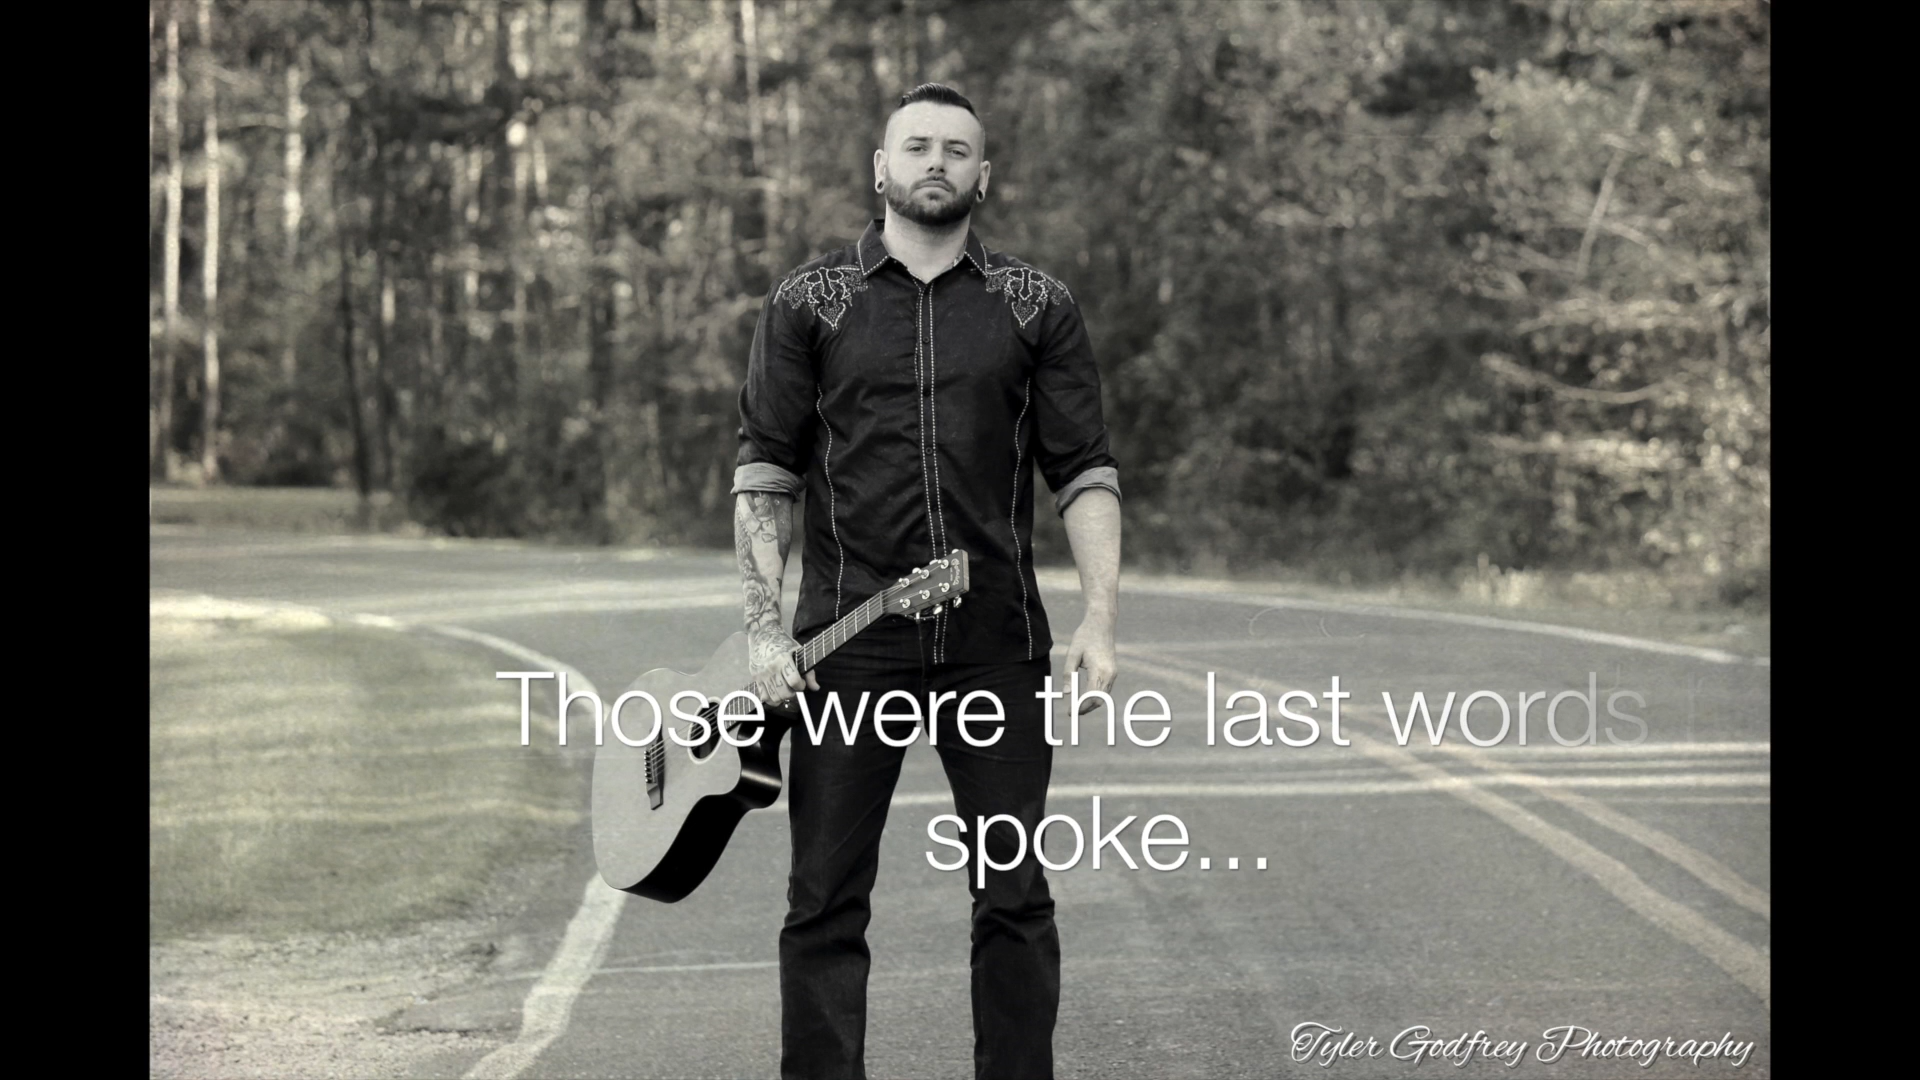 Those were the last words
spoke...
Tyler Godfrey Photography